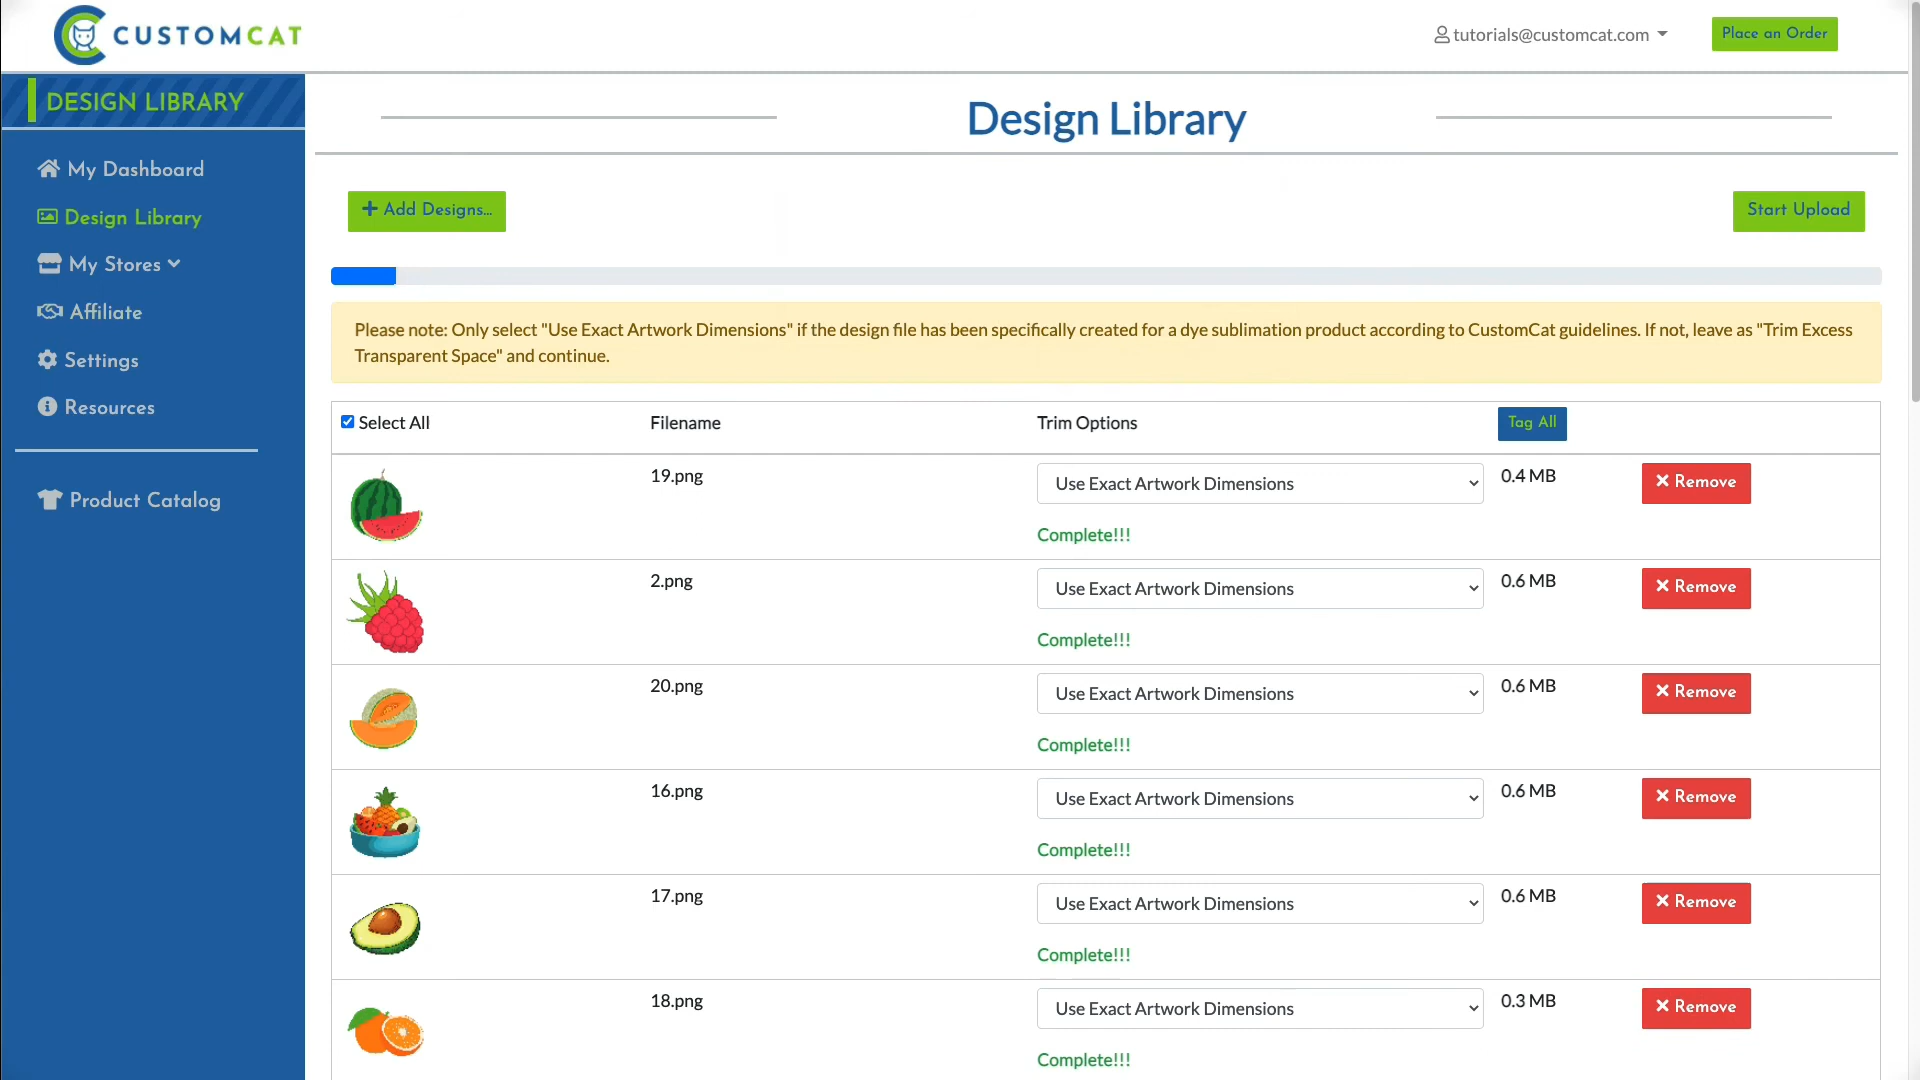 CUSTOMCAT
tutorials@customcat.com
Place an Order
DESIGN LIBRARY
My Dashboard
Design Library
My Stores
Affiliate
Settings
Resources
Product Catalog
Design Library
+ Add Designs...
Start Upload
Please note: Only select "Use Exact Artwork Dimensions" if the design file has been specifically created for a dye sublimation product according to CustomCat guidelines. If not, leave as "Trim Excess
Transparent Space" and continue.
Select All Filename Trim Options Tag All
19.png Use Exact Artwork Dimensions 0.4 MB Remove
Complete!!!
2.png Use Exact Artwork Dimensions 0.6 MB Remove
Complete!!!
20.png Use Exact Artwork Dimensions 0.6 MB Remove
Complete!!!
16.png Use Exact Artwork Dimensions 0.6 MB Remove
Complete!!!
17.png Use Exact Artwork Dimensions 0.6 MB Remove
Complete!!!
18.png Use Exact Artwork Dimensions 0.3 MB Remove
Complete!!!